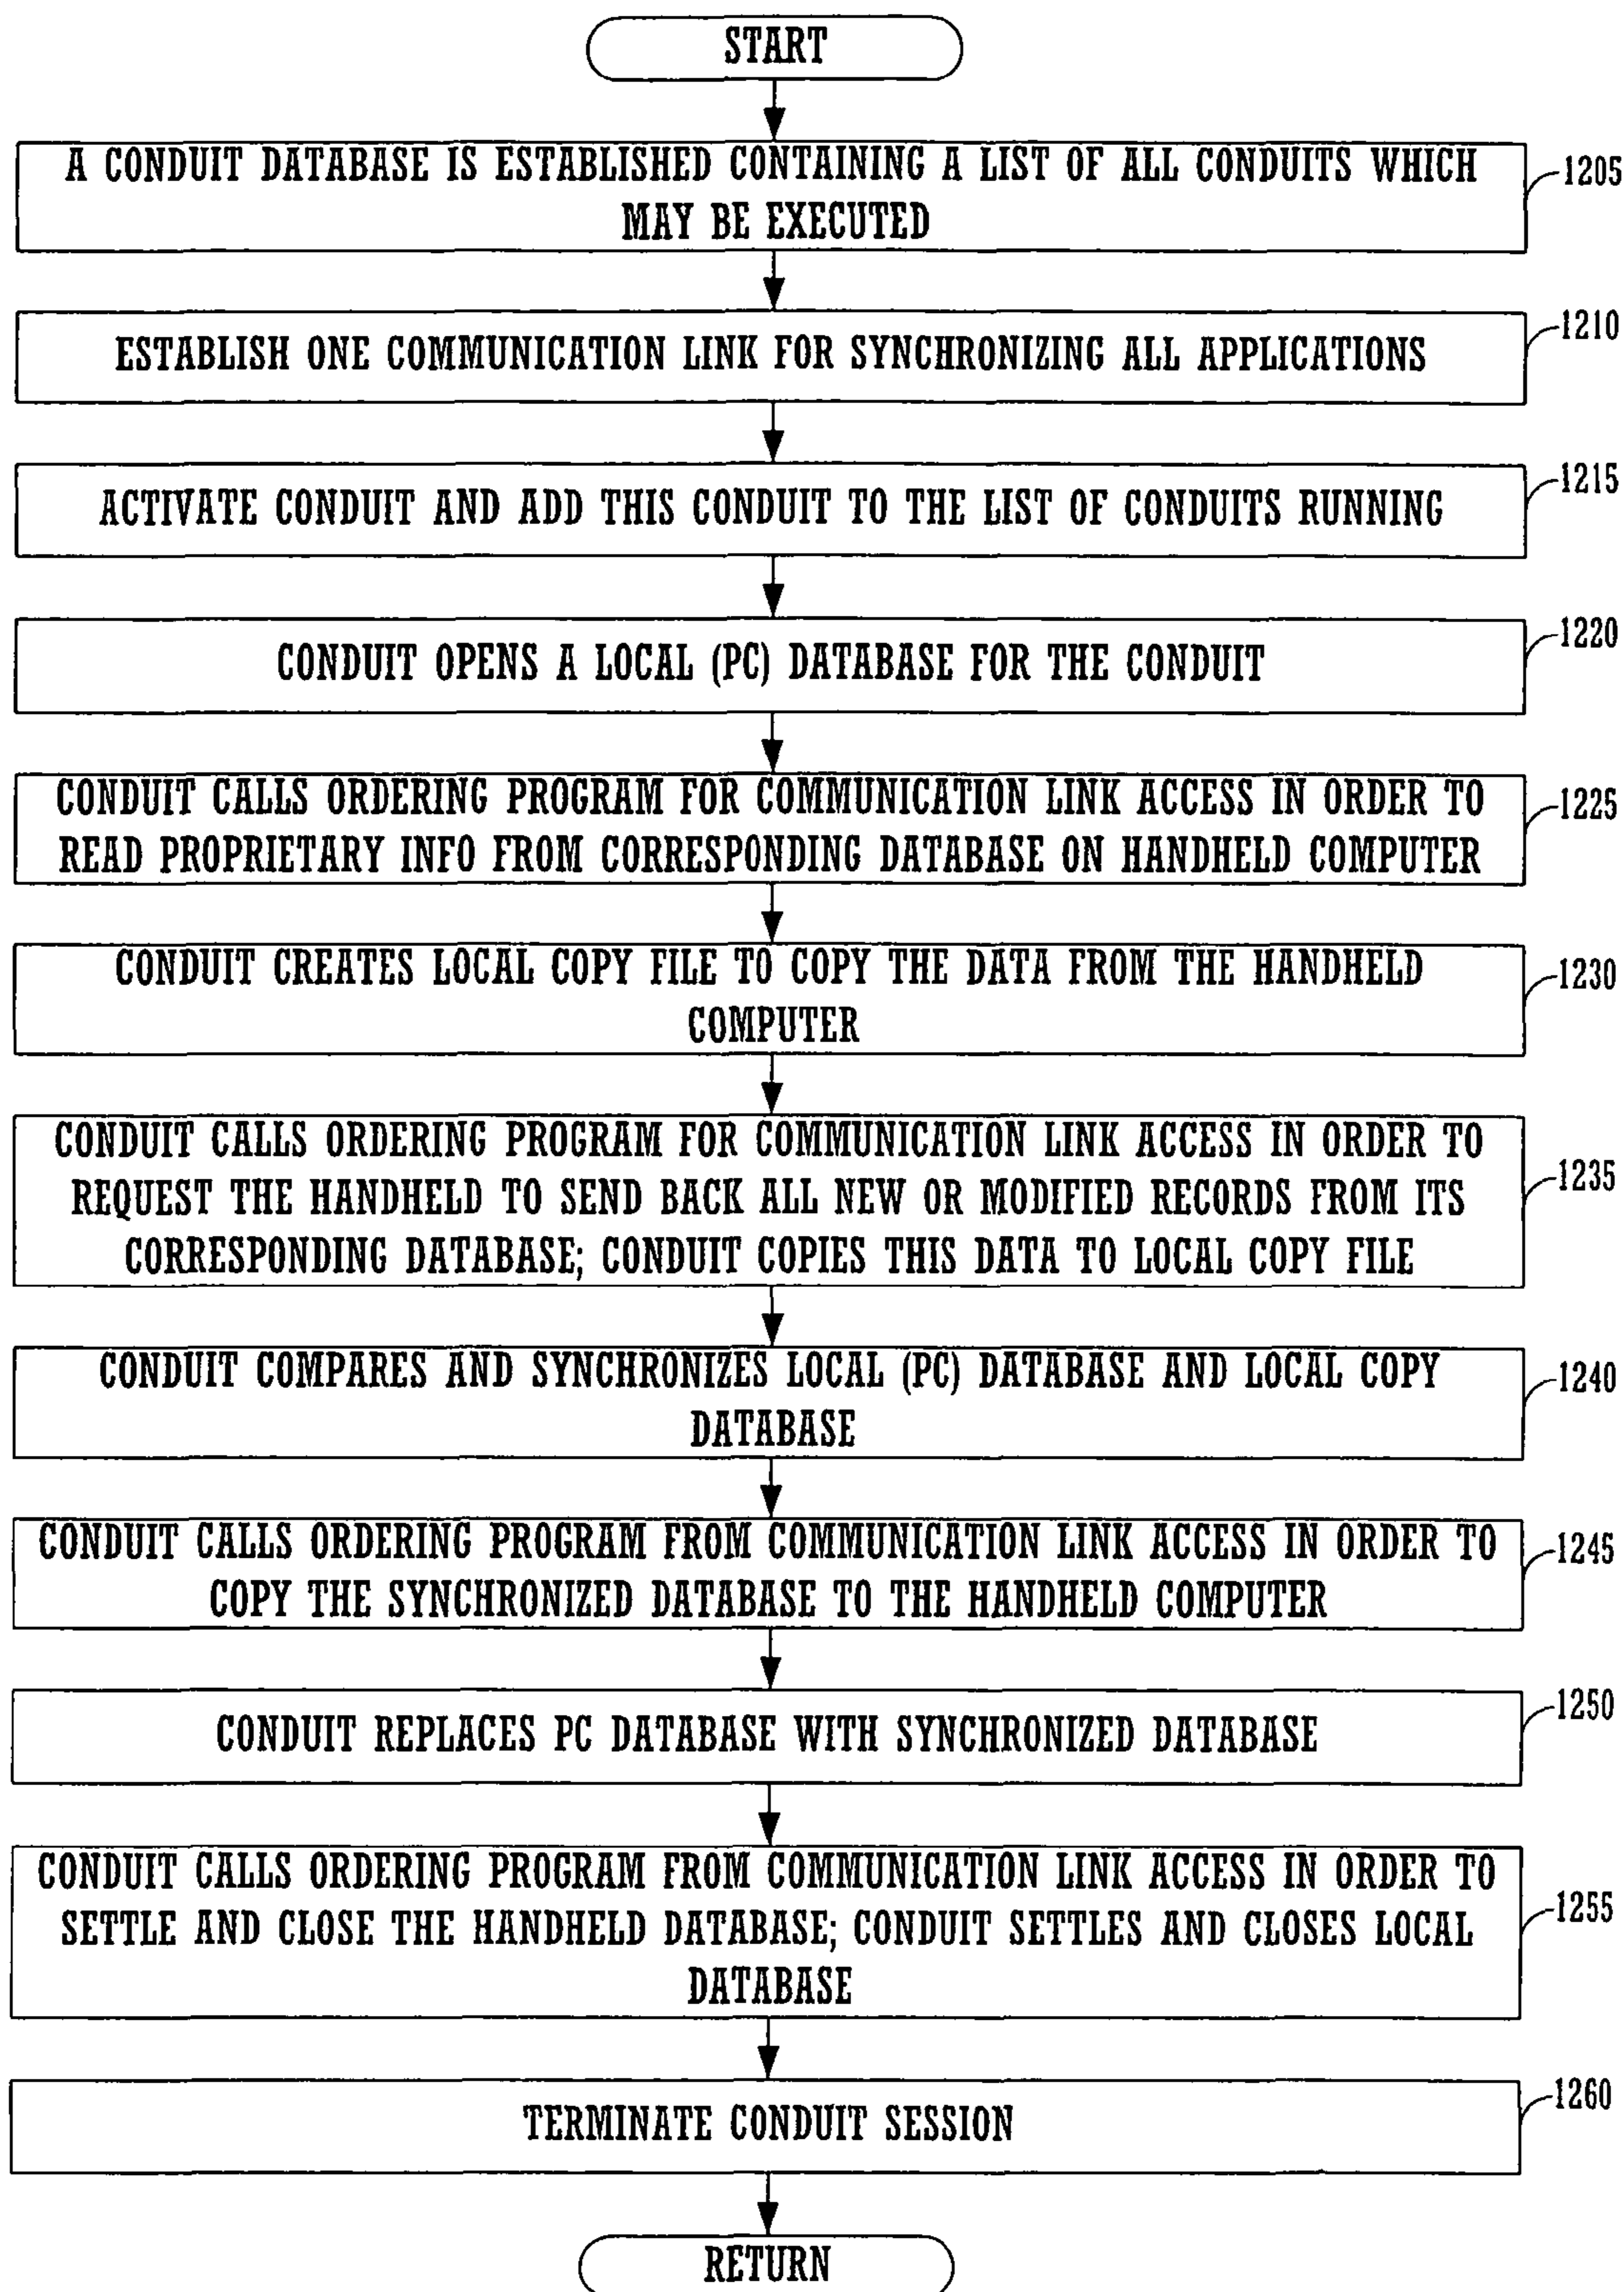 START
A CONDUIT DATABASE IS ESTABLISHED CONTAINING A LIST OF ALL CONDUITS WHICH
MAY BE EXECUTED
1205
ESTABLISH ONE COMMUNICATION LINK FOR SYNCHRONIZING ALL APPLICATIONS
1210
ACTIVATE CONDUIT AND ADD THIS CONDUIT TO THE LIST OF CONDUITS RUNNING
1215
CONDUIT OPENS A LOCAL (PC) DATABASE FOR THE CONDUIT
1220
CONDUIT CALLS ORDERING PROGRAM FOR COMMUNICATION LINK ACCESS IN ORDER TO
READ PROPRIETARY INFO FROM CORRESPONDING DATABASE ON HANDHELD COMPUTER
1225
CONDUIT CREATES LOCAL COPY FILE TO COPY THE DATA FROM THE HANDHELD
COMPUTER
1230
CONDUIT CALLS ORDERING PROGRAM FOR COMMUNICATION LINK ACCESS IN ORDER TO
REQUEST THE HANDHELD TO SEND BACK ALL NEW OR MODIFIED RECORDS FROM ITS
CORRESPONDING DATABASE; CONDUIT COPIES THIS DATA TO LOCAL COPY FILE
1235
CONDUIT COMPARES AND SYNCHRONIZES LOCAL (PC) DATABASE AND LOCAL COPY
DATABASE
1240
CONDUIT CALLS ORDERING PROGRAM FROM COMMUNICATION LINK ACCESS IN ORDER TO
COPY THE SYNCHRONIZED DATABASE TO THE HANDHELD COMPUTER
1245
CONDUIT REPLACES PC DATABASE WITH SYNCHRONIZED DATABASE
1250
CONDUIT CALLS ORDERING PROGRAM FROM COMMUNICATION LINK ACCESS IN ORDER TO
SETTLE AND CLOSE THE HANDHELD DATABASE; CONDUIT SETTLES AND CLOSES LOCAL
DATABASE
1255
TERMINATE CONDUIT SESSION
1260
RETURN